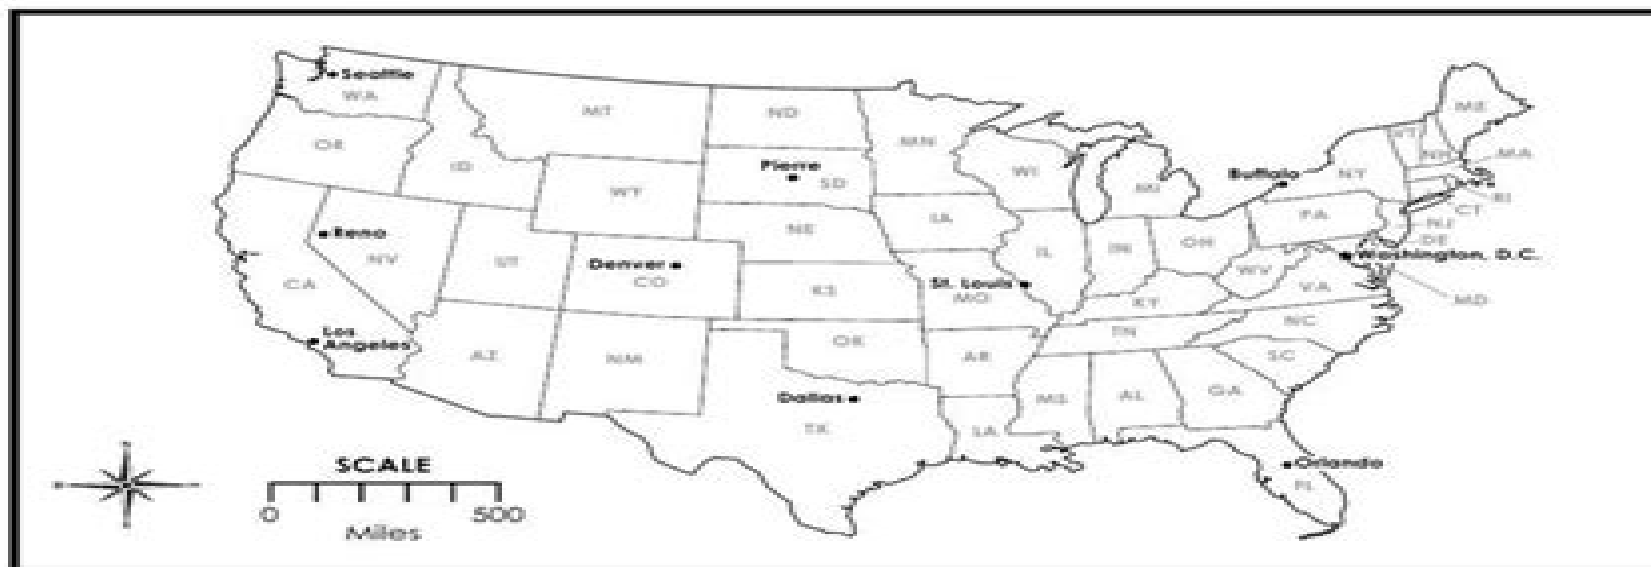 Seattle
WA
MT
ND
MN
ME
VT
NH
MA
OR
ID
Pierre
SD
WI
MI
Buffalo
NY
RI
CT
WY
IA
NE
PA
NJ
DE
Reno
NV
UT
Denver
CO
IL
IN
OH
WV
Washington, D.C.
VA
MD
CA
KS
St. Louis
MO
KY
Los
Angeles
AZ
NM
OK
AR
TN
NC
SC
Dallas
TX
LA
MS
AL
GA
SCALE
0
500
Miles
Orlando
FL